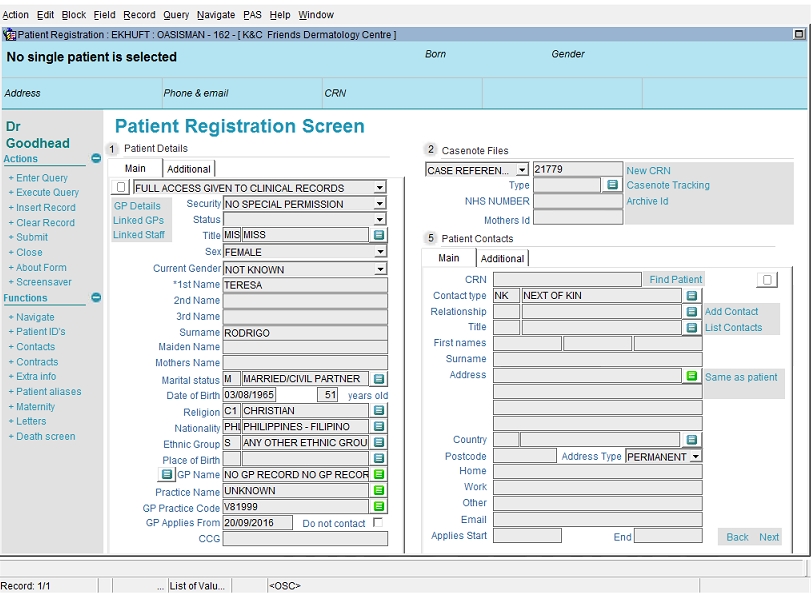 Action Edit Block Field Record Query Navigate PAS Help Window
Patient Registration : EKHUFT : OASISMAN - 162 - [ K&C Friends Dermatology Centre ]
No single patient is selected
Born
Gender
Address
Phone & email
CRN
Dr Goodhead
Actions
+ Enter Query
+ Execute Query
+ Insert Record
+ Clear Record
+ Submit
+ Close
+ About Form
+ Screensaver
Functions
+ Navigate
+ Patient ID's
+ Contacts
+ Contracts
+ Extra info
+ Patient aliases
+ Maternity
+ Letters
+ Death screen
Patient Registration Screen
1 Patient Details
Main Additional
FULL ACCESS GIVEN TO CLINICAL RECORDS
GP Details
Linked GPs
Linked Staff
Security NO SPECIAL PERMISSION
Status
Title MIS MISS
Sex FEMALE
Current Gender NOT KNOWN
*1st Name TERESA
2nd Name
3rd Name
Surname RODRIGO
Maiden Name
Mothers Name
Marital status M MARRIED/CIVIL PARTNER
Date of Birth 03/08/1965 51 years old
Religion C1 CHRISTIAN
Nationality PHL PHILIPPINES - FILIPINO
Ethnic Group S ANY OTHER ETHNIC GROU
Place of Birth
GP Name NO GP RECORD NO GP RECOR
Practice Name UNKNOWN
GP Practice Code V81999
GP Applies From 20/09/2016 Do not contact
CCG
2 Casenote Files
CASE REFEREN... 21779 New CRN
Type Casenote Tracking
NHS NUMBER Archive Id
Mothers Id
5 Patient Contacts
Main Additional
CRN Find Patient
Contact type NK NEXT OF KIN
Relationship Add Contact
Title List Contacts
First names
Surname
Address Same as patient
Country
Postcode Address Type PERMANENT
Home
Work
Other
Email
Applies Start End Back Next
Record: 1/1 ... List of Valu... <OSC>